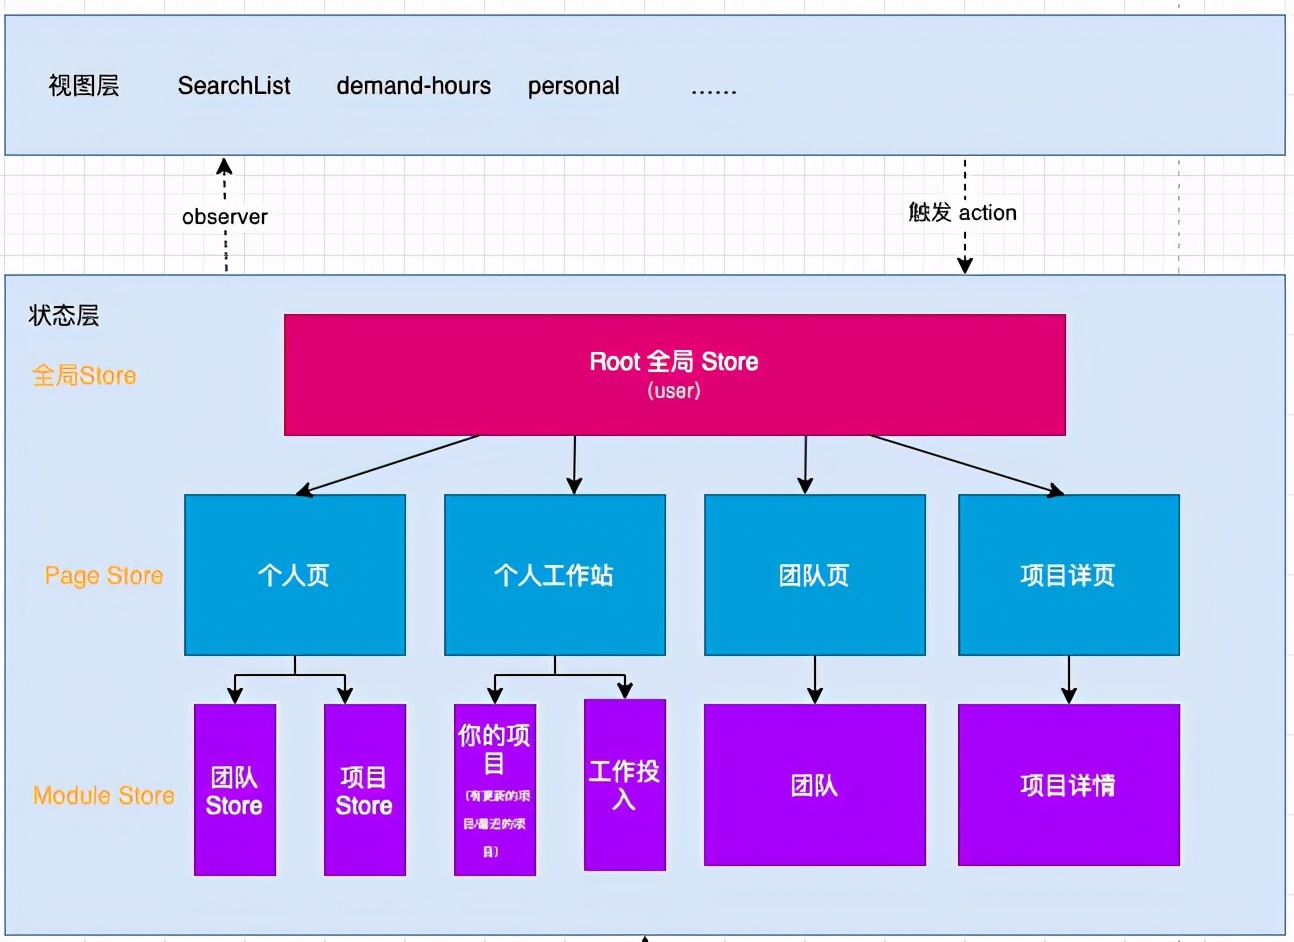 视图层 SearchList demand-hours personal ......
observer
触发 action
状态层
全局Store
Root 全局 Store
(user)
Page Store
个人页
个人工作站
团队页
项目详页
Module Store
团队
Store
项目
Store
你的项
目
(有更新的项
目/最近的项
目)
工作投
入
团队
项目详情